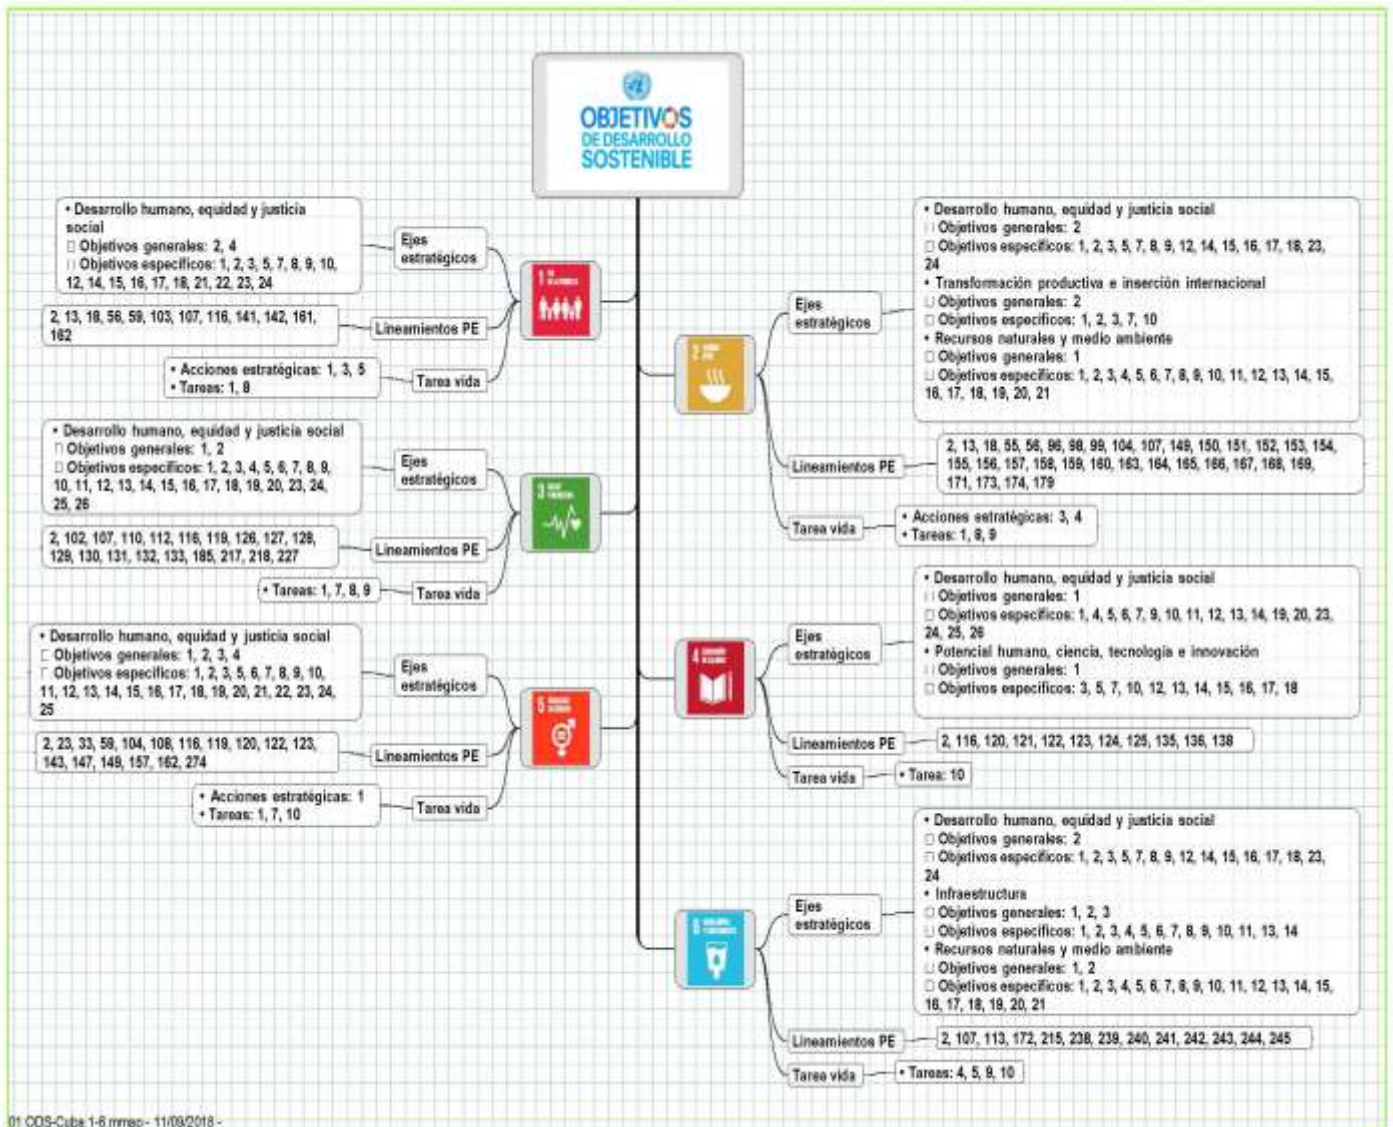 OBJETIVOS
DE DESARROLLO
SOSTENIBLE
• Desarrollo humano, equidad y justicia
social
Objetivos generales: 2, 4
Objetivos específicos: 1, 2, 3, 5, 7, 8, 9, 10,
12, 14, 15, 16, 17, 18, 21, 22, 23, 24
Ejes
estratégicos
1
2, 13, 18, 56, 59, 103, 107, 116, 141, 142, 161,
162
Lineamientos PE
• Acciones estratégicas: 1, 3, 5
• Tareas: 1, 8
Tarea vida
2
Ejes
estratégicos
• Desarrollo humano, equidad y justicia social
Objetivos generales: 2
Objetivos específicos: 1, 2, 3, 5, 7, 8, 9, 12, 14, 15, 16, 17, 18, 23,
24
• Transformación productiva e inserción internacional
Objetivos generales: 2
Objetivos específicos: 1, 2, 3, 7, 10
• Recursos naturales y medio ambiente
Objetivos generales: 1
Objetivos específicos: 1, 2, 3, 4, 5, 6, 7, 8, 9, 10, 11, 12, 13, 14, 15,
16, 17, 18, 19, 20, 21
Lineamientos PE
2, 13, 18, 55, 56, 96, 98, 99, 104, 107, 149, 150, 151, 152, 153, 154,
155, 156, 157, 158, 159, 160, 163, 164, 165, 166, 167, 168, 169,
171, 173, 174, 179
Tarea vida
• Acciones estratégicas: 3, 4
• Tareas: 1, 8, 9
• Desarrollo humano, equidad y justicia social
Objetivos generales: 1, 2
Objetivos específicos: 1, 2, 3, 4, 5, 6, 7, 8, 9,
10, 11, 12, 13, 14, 15, 16, 17, 18, 19, 20, 23, 24,
25, 26
Ejes
estratégicos
3
2, 102, 107, 110, 112, 116, 119, 126, 127, 128,
129, 130, 131, 132, 133, 185, 217, 218, 227
Lineamientos PE
• Tareas: 1, 7, 8, 9
Tarea vida
4
Ejes
estratégicos
• Desarrollo humano, equidad y justicia social
Objetivos generales: 1
Objetivos específicos: 1, 4, 5, 6, 7, 9, 10, 11, 12, 13, 14, 19, 20, 23,
24, 25, 26
• Potencial humano, ciencia, tecnología e innovación
Objetivos generales: 1
Objetivos específicos: 3, 5, 7, 10, 12, 13, 14, 15, 16, 17, 18
Lineamientos PE
2, 116, 120, 121, 122, 123, 124, 125, 135, 136, 138
Tarea vida
• Tarea: 10
• Desarrollo humano, equidad y justicia social
Objetivos generales: 1, 2, 3, 4
Objetivos específicos: 1, 2, 3, 5, 6, 7, 8, 9, 10,
11, 12, 13, 14, 15, 16, 17, 18, 19, 20, 21, 22, 23, 24,
25
Ejes
estratégicos
5
2, 23, 33, 59, 104, 108, 116, 119, 120, 122, 123,
143, 147, 149, 157, 162, 274
Lineamientos PE
• Acciones estratégicas: 1
• Tareas: 1, 7, 10
Tarea vida
6
Ejes
estratégicos
• Desarrollo humano, equidad y justicia social
Objetivos generales: 2
Objetivos específicos: 1, 2, 3, 5, 7, 8, 9, 12, 14, 15, 16, 17, 18, 23,
24
• Infraestructura
Objetivos generales: 1, 2, 3
Objetivos específicos: 1, 2, 3, 4, 5, 6, 7, 8, 9, 10, 11, 13, 14
• Recursos naturales y medio ambiente
Objetivos generales: 1, 2
Objetivos específicos: 1, 2, 3, 4, 5, 6, 7, 8, 9, 10, 11, 12, 13, 14, 15,
16, 17, 18, 19, 20, 21
Lineamientos PE
2, 107, 113, 172, 215, 238, 239, 240, 241, 242, 243, 244, 245
Tarea vida
• Tareas: 4, 5, 9, 10
01 ODS-Cuba 1-6.mmap - 11/09/2018 -